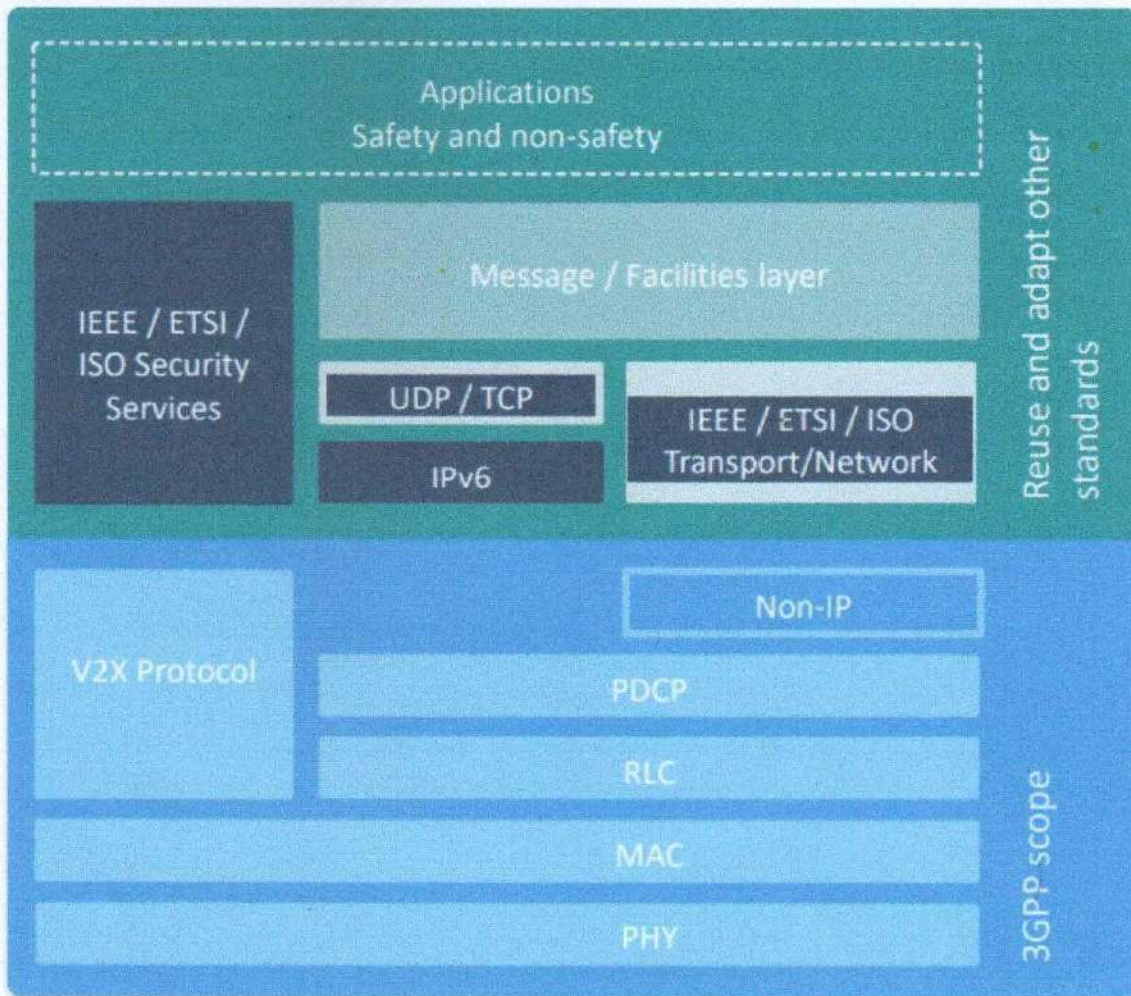 Applications
Safety and non-safety
IEEE / ETSI /
ISO Security
Services
Message / Facilities layer
UDP / TCP
IPv6
IEEE / ETSI / ISO
Transport/Network
Reuse and adapt other
standards
V2X Protocol
Non-IP
PDCP
RLC
MAC
PHY
3GPP scope